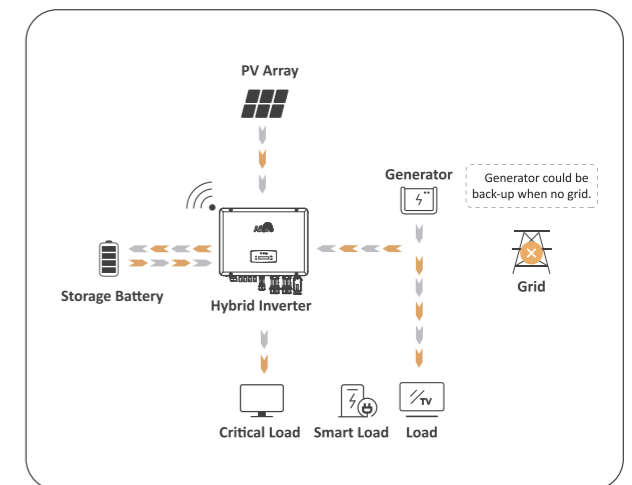 PV Array
Generator
Generator could be
back-up when no grid.
Storage Battery
Hybrid Inverter
Grid
TV
Critical Load
Smart Load
Load